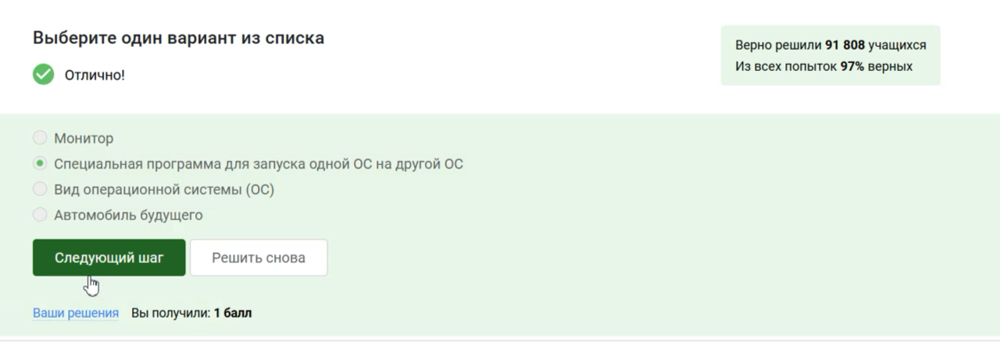 Выберите один вариант из списка
Отлично!
Верно решили 91 808 учащихся
Из всех попыток 97% верных
Монитор
Специальная программа для запуска одной ОС на другой ОС
Вид операционной системы (ОС)
Автомобиль будущего
Следующий шаг
Решить снова
Ваши решения Вы получили: 1 балл